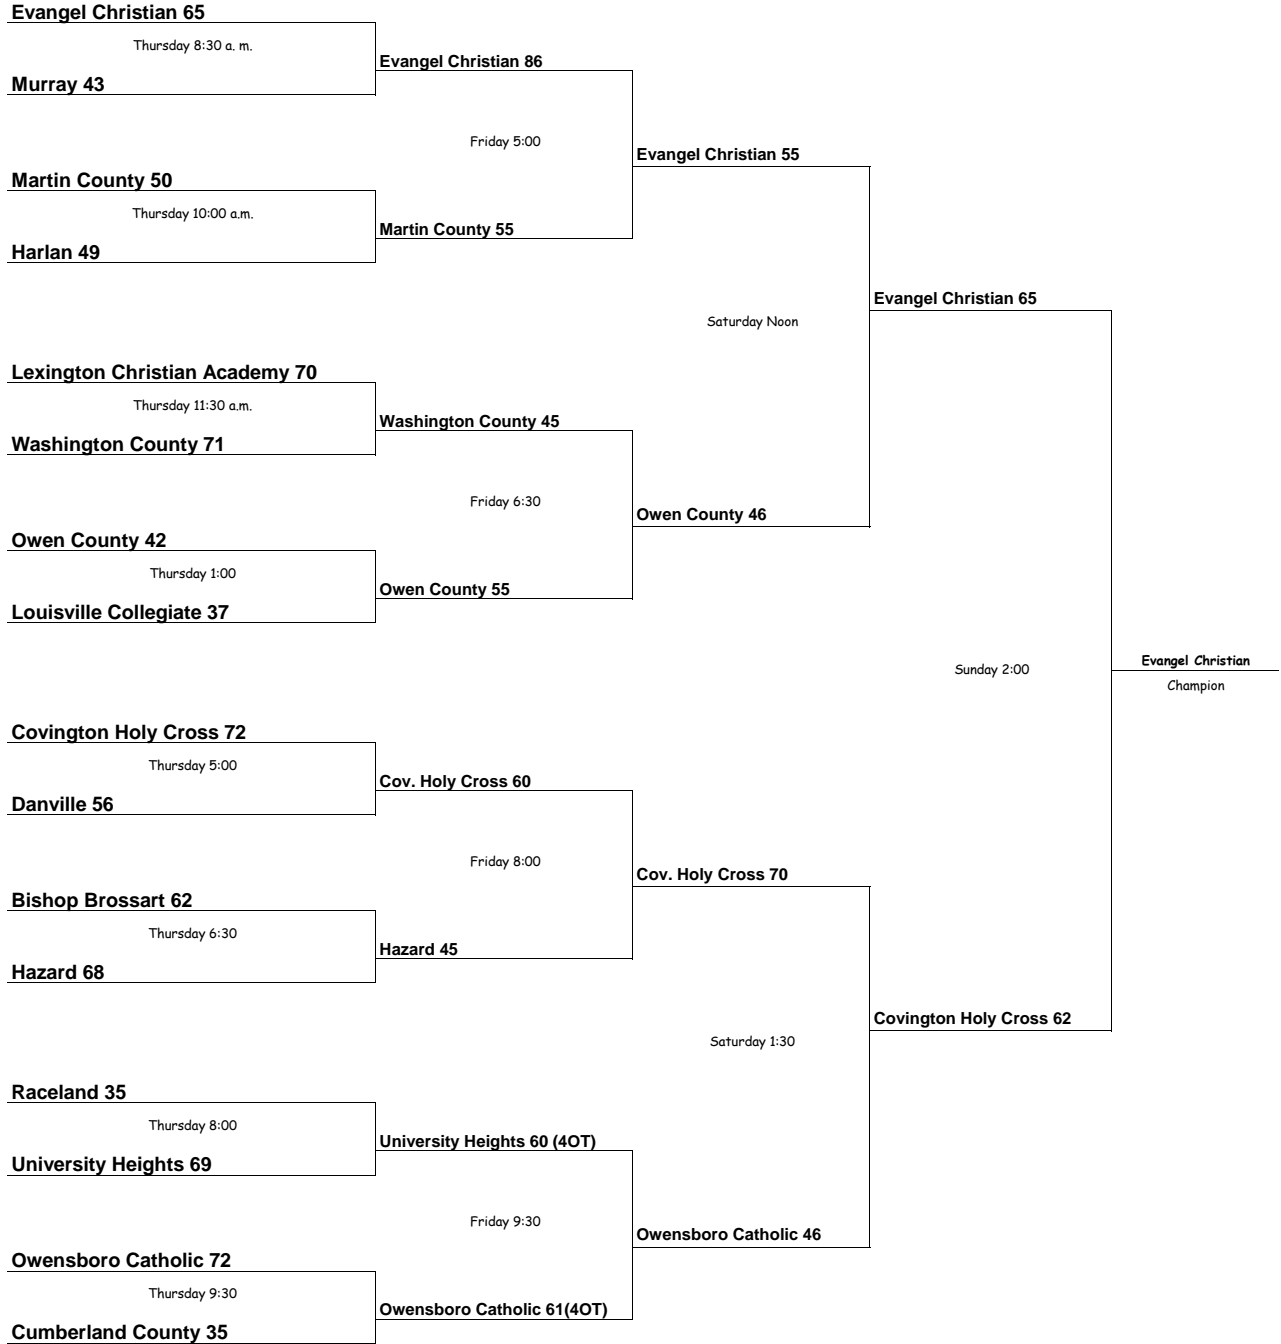 Evangel Christian 65
Thursday 8:30 a. m.
Evangel Christian 86
Murray 43
Friday 5:00
Evangel Christian 55
Martin County 50
Thursday 10:00 a.m.
Martin County 55
Harlan 49
Evangel Christian 65
Saturday Noon
Lexington Christian Academy 70
Thursday 11:30 a.m.
Washington County 45
Washington County 71
Friday 6:30
Owen County 46
Owen County 42
Thursday 1:00
Owen County 55
Louisville Collegiate 37
Sunday 2:00
Evangel Christian
Champion
Covington Holy Cross 72
Thursday 5:00
Cov. Holy Cross 60
Danville 56
Friday 8:00
Cov. Holy Cross 70
Bishop Brossart 62
Thursday 6:30
Hazard 45
Hazard 68
Covington Holy Cross 62
Saturday 1:30
Raceland 35
Thursday 8:00
University Heights 60 (4OT)
University Heights 69
Friday 9:30
Owensboro Catholic 46
Owensboro Catholic 72
Thursday 9:30
Owensboro Catholic 61(4OT)
Cumberland County 35